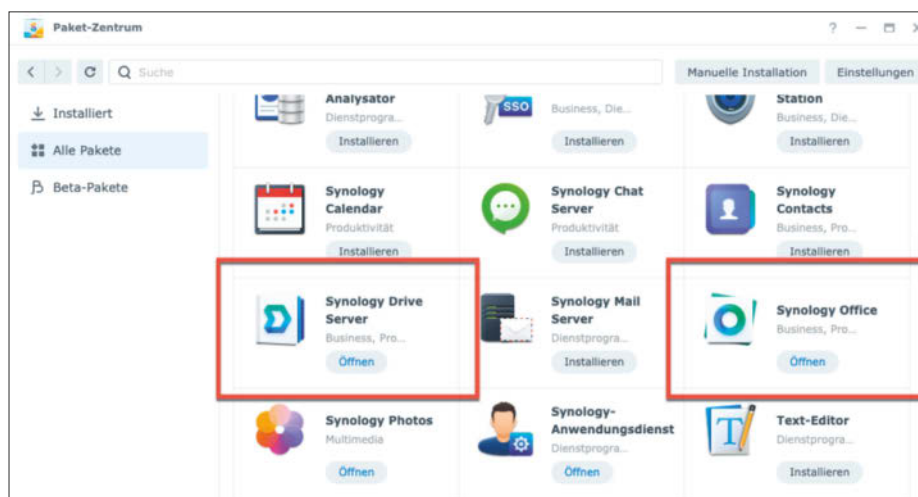 Paket-Zentrum
?
Suche
Manuelle Installation
Einstellungen
Installiert
Alle Pakete
Beta-Pakete
Analysator
Dienstprogra...
Installieren
SSO
Business, Die...
Installieren
Station
Business, Die...
Installieren
Synology
Calendar
Produktivität
Installieren
Synology Chat
Server
Produktivität
Installieren
Synology
Contacts
Business, Pro...
Installieren
Synology Drive
Server
Business, Pro...
Öffnen
Synology Mail
Server
Dienstprogra...
Installieren
Synology Office
Business, Pro...
Öffnen
Synology Photos
Multimedia
Öffnen
Synology-
Anwendungsdienst
Dienstprogra...
Öffnen
T
Text-Editor
Dienstprogra...
Installieren